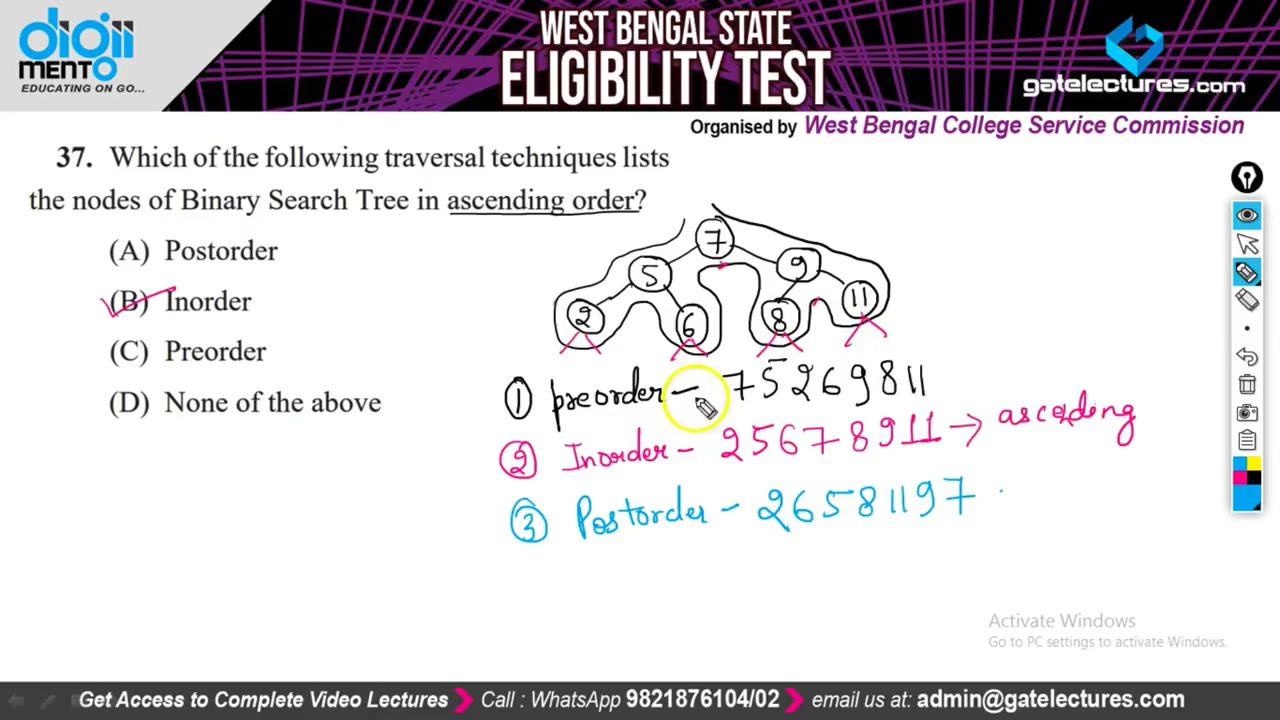 digii
MENTO
EDUCATING ON GO...
WEST BENGAL STATE
ELIGIBILITY TEST
gatelectures.com
Organised by West Bengal College Service Commission
37. Which of the following traversal techniques lists
the nodes of Binary Search Tree in ascending order?
(A) Postorder
(B) Inorder
(C) Preorder
(D) None of the above
7
5 9
2 6 8 11
① preorder - 7 5 2 6 9 8 11
② Inorder - 2 5 6 7 8 9 11 → ascending
③ Postorder - 2 6 5 8 11 9 7
Activate Windows
Go to PC settings to activate Windows.
Get Access to Complete Video Lectures Call : WhatsApp 9821876104/02 email us at: admin@gatelectures.com